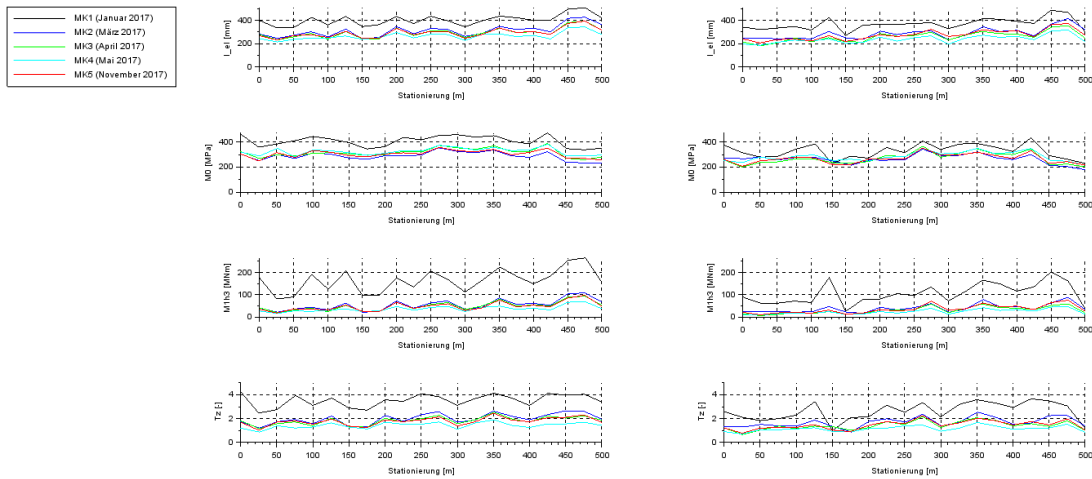 MK1 (Januar 2017)
MK2 (März 2017)
MK3 (April 2017)
MK4 (Mai 2017)
MK5 (November 2017)
I_el [mm]
400
200
0
0 50 100 150 200 250 300 350 400 450 500
Stationierung [m]
I_el [mm]
400
200
0
0 50 100 150 200 250 300 350 400 450 500
Stationierung [m]
M0 [MPa]
400
200
0
0 50 100 150 200 250 300 350 400 450 500
Stationierung [m]
M0 [MPa]
400
200
0
0 50 100 150 200 250 300 350 400 450 500
Stationierung [m]
M1h3 [MNm]
200
100
0
0 50 100 150 200 250 300 350 400 450 500
Stationierung [m]
M1h3 [MNm]
200
100
0
0 50 100 150 200 250 300 350 400 450 500
Stationierung [m]
Tz [-]
4
2
0
0 50 100 150 200 250 300 350 400 450 500
Stationierung [m]
Tz [-]
4
2
0
0 50 100 150 200 250 300 350 400 450 500
Stationierung [m]